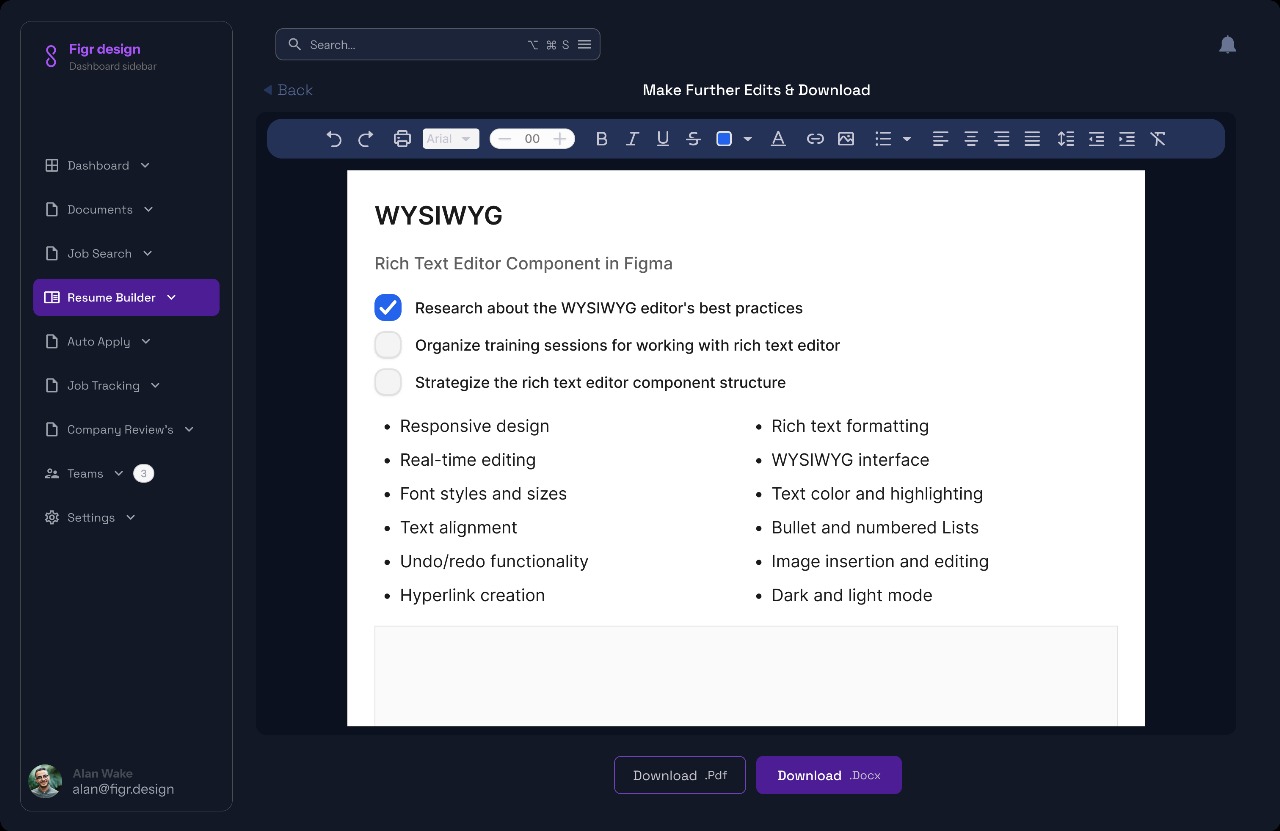 Figr design
Dashboard sidebar
Search...
⌥ ⌘ S
Back
Make Further Edits & Download
Arial
00
B I U S A
Dashboard
Documents
Job Search
Resume Builder
Auto Apply
Job Tracking
Company Review's
Teams 3
Settings
WYSIWYG
Rich Text Editor Component in Figma
Research about the WYSIWYG editor's best practices
Organize training sessions for working with rich text editor
Strategize the rich text editor component structure
Responsive design
Real-time editing
Font styles and sizes
Text alignment
Undo/redo functionality
Hyperlink creation
Rich text formatting
WYSIWYG interface
Text color and highlighting
Bullet and numbered Lists
Image insertion and editing
Dark and light mode
Alan Wake
alan@figr.design
Download .Pdf
Download .Docx